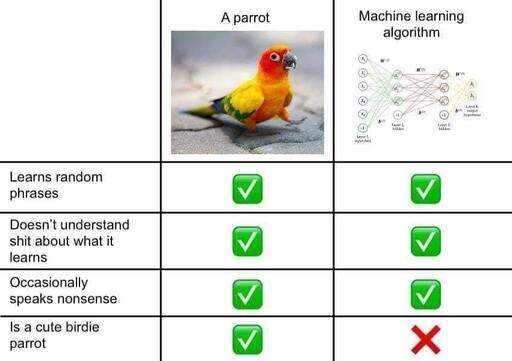 A parrot
Machine learning
algorithm
Learns random
phrases
Doesn't understand
shit about what it
learns
Occasionally
speaks nonsense
Is a cute birdie
parrot